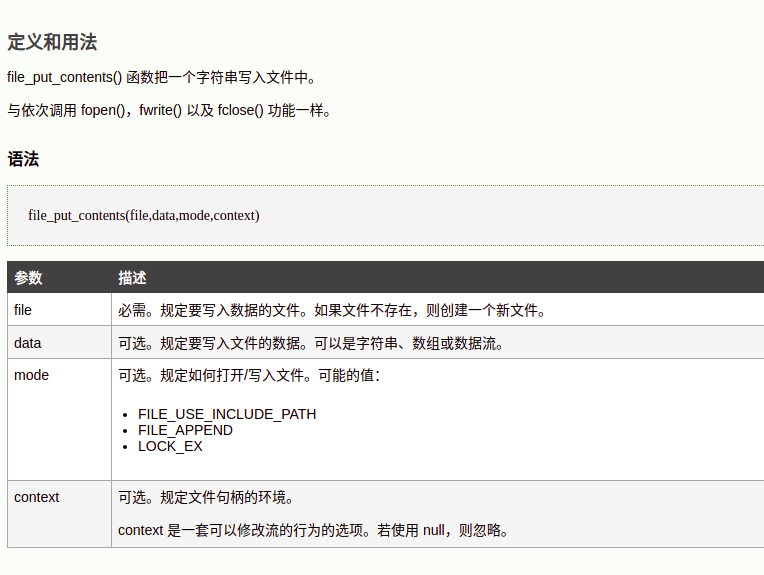 定义和用法
file_put_contents() 函数把一个字符串写入文件中。
与依次调用 fopen()，fwrite() 以及 fclose() 功能一样。
语法
file_put_contents(file,data,mode,context)
参数 描述
file 必需。规定要写入数据的文件。如果文件不存在，则创建一个新文件。
data 可选。规定要写入文件的数据。可以是字符串、数组或数据流。
mode 可选。规定如何打开/写入文件。可能的值：
• FILE_USE_INCLUDE_PATH
• FILE_APPEND
• LOCK_EX
context 可选。规定文件句柄的环境。
context 是一套可以修改流的行为的选项。若使用 null，则忽略。